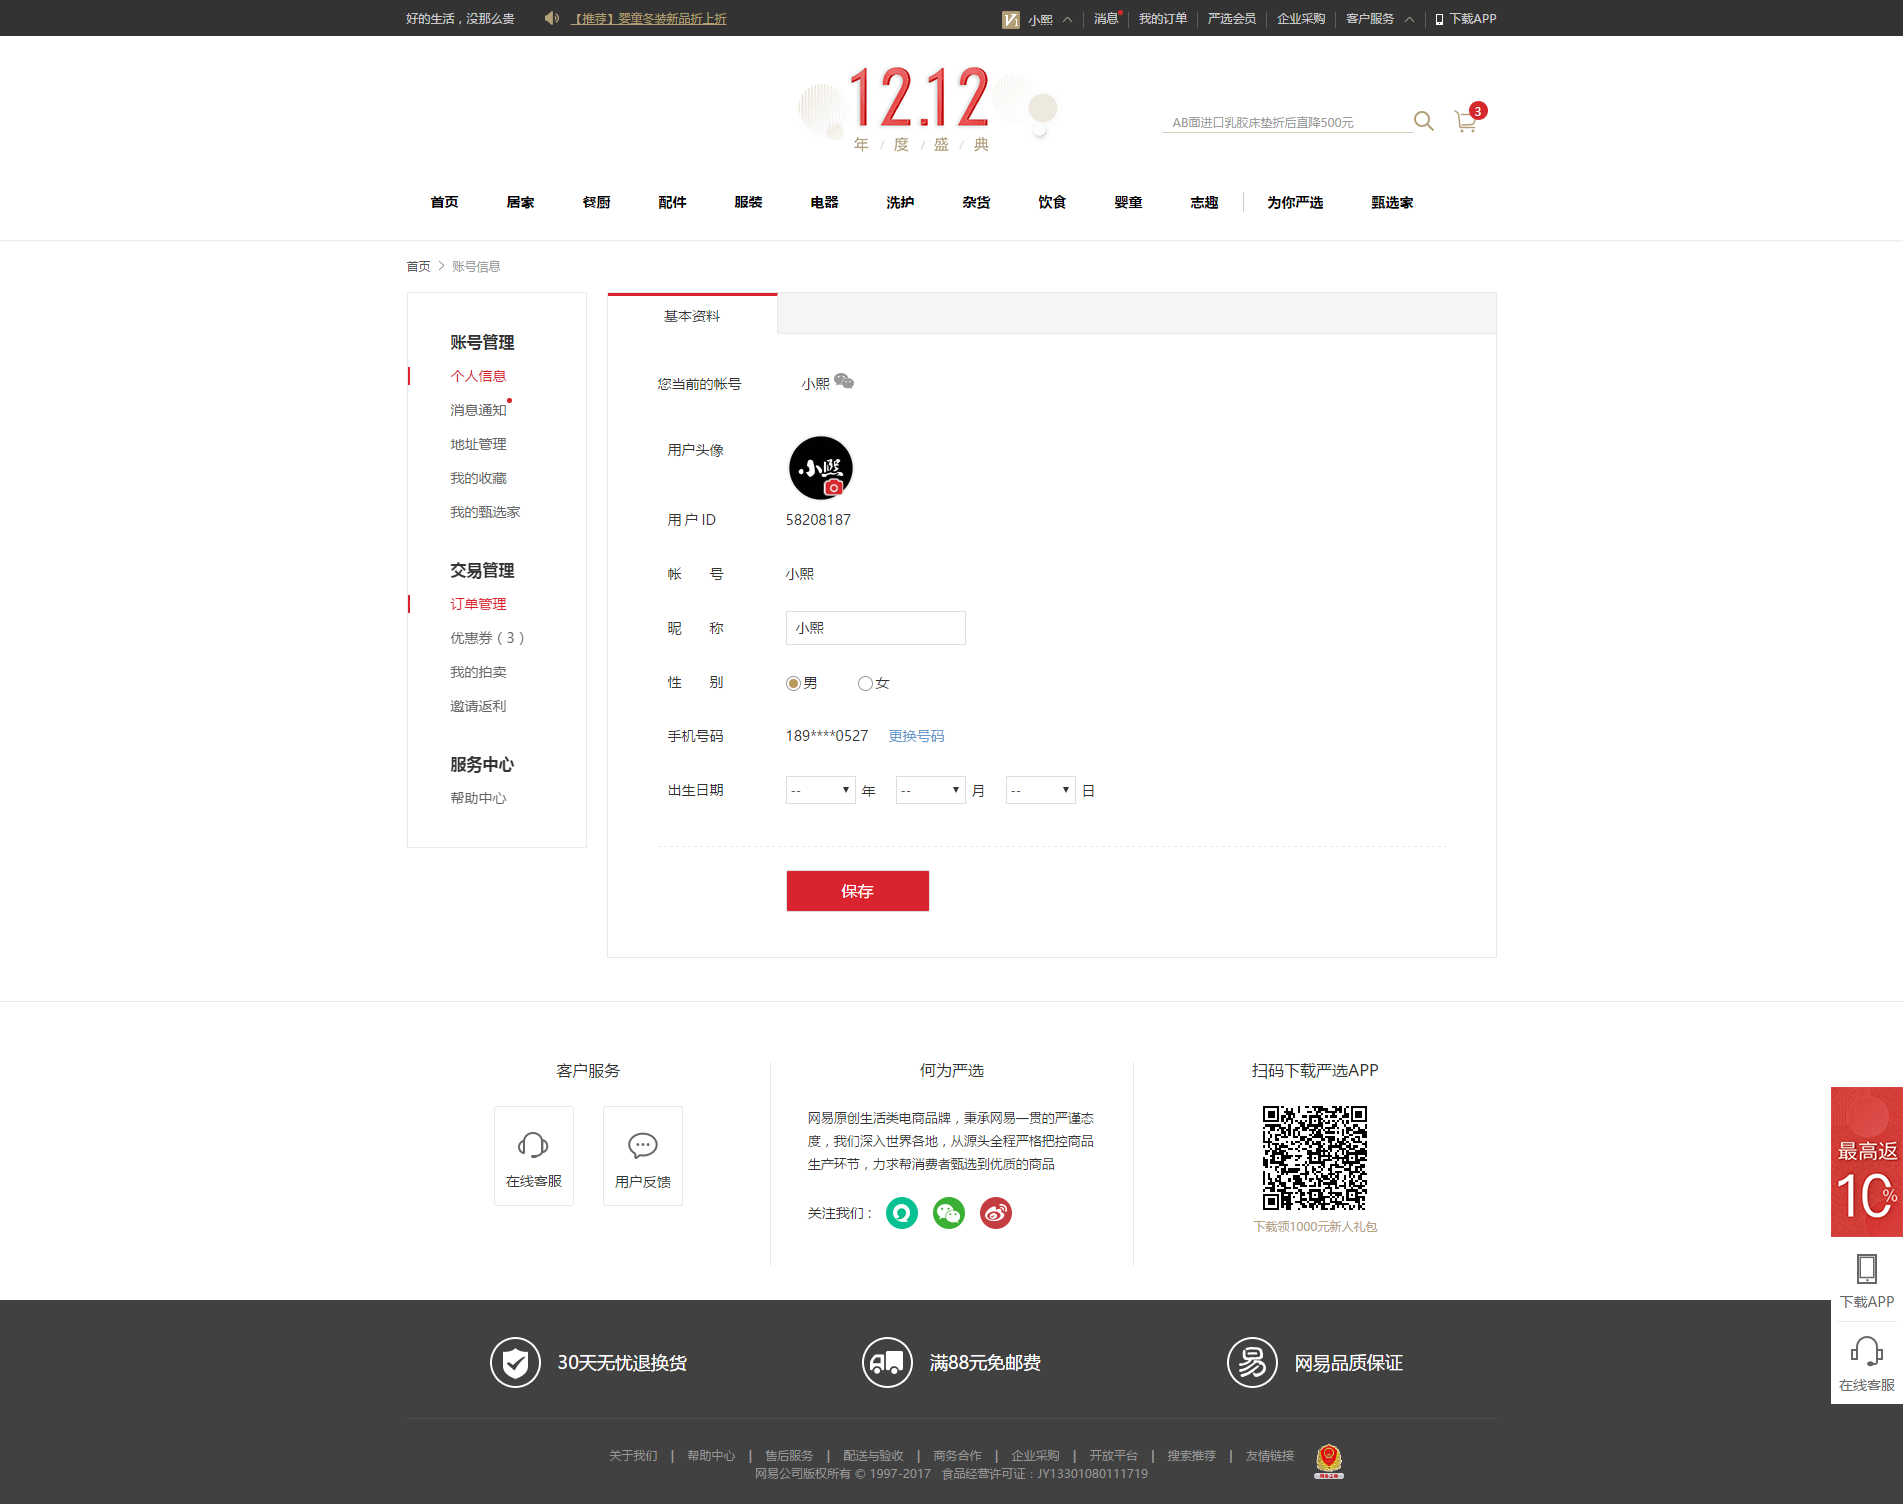 好的生活，没那么贵
【推荐】婴童冬装新品折上折
V1 小熙 消息 我的订单 严选会员 企业采购 客户服务 下载APP
12.12
年 / 度 / 盛 / 典
AB面进口乳胶床垫折后直降500元
3
首页 居家 餐厨 配件 服装 电器 洗护 杂货 饮食 婴童 志趣 为你严选 甄选家
首页 > 账号信息
账号管理
个人信息
消息通知
地址管理
我的收藏
我的甄选家
交易管理
订单管理
优惠券（3）
我的拍卖
邀请返利
服务中心
帮助中心
基本资料
您当前的帐号 小熙
用户头像 小熙
用户ID 58208187
帐 号 小熙
昵 称 小熙
性 别 男 女
手机号码 189****0527 更换号码
出生日期 -- 年 -- 月 -- 日
保存
客户服务
在线客服
用户反馈
何为严选
网易原创生活类电商品牌，秉承网易一贯的严谨态
度，我们深入世界各地，从源头全程严格把控商品
生产环节，力求帮消费者甄选到优质的商品
关注我们：
扫码下载严选APP
下载领1000元新人礼包
最高返
10%
下载APP
在线客服
30天无忧退换货
满88元免邮费
易 网易品质保证
关于我们 | 帮助中心 | 售后服务 | 配送与验收 | 商务合作 | 企业采购 | 开放平台 | 搜索推荐 | 友情链接
网易公司版权所有 © 1997-2017 食品经营许可证：JY13301080111719